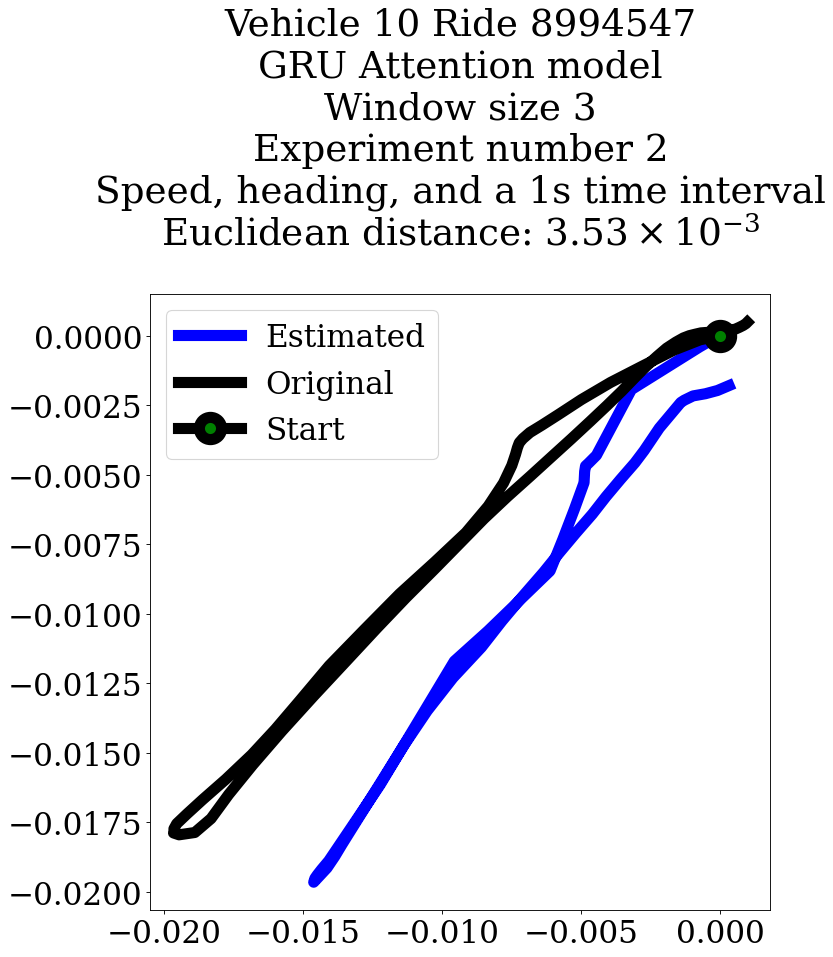 Vehicle 10 Ride 8994547
GRU Attention model
Window size 3
Experiment number 2
Speed, heading, and a 1s time interval
Euclidean distance: 3.53 × 10⁻³
Estimated
Original
Start
0.0000
−0.0025
−0.0050
−0.0075
−0.0100
−0.0125
−0.0150
−0.0175
−0.0200
−0.020 −0.015 −0.010 −0.005 0.000